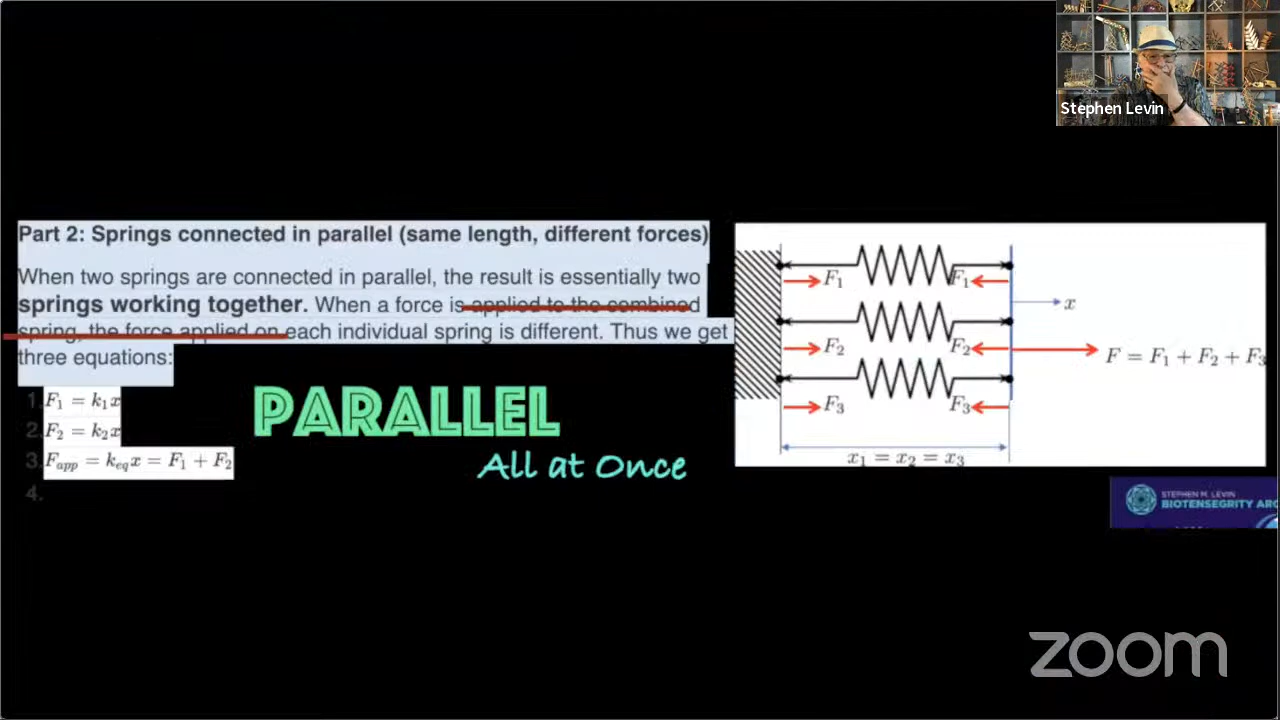 Stephen Levin
Part 2: Springs connected in parallel (same length, different forces)
When two springs are connected in parallel, the result is essentially two
springs working together. When a force is applied to the combined
spring, the force applied on each individual spring is different. Thus we get
three equations:
1. F₁ = k₁x
2. F₂ = k₂x
3. Fₐₚₚ = k_eq x = F₁ + F₂
4.
PARALLEL
All at Once
F₁ F₁
x
F₂ F₂
F = F₁ + F₂ + F₃
F₃ F₃
x₁ = x₂ = x₃
STEPHEN M. LEVIN
BIOTENSEGRITY ARC
zoom